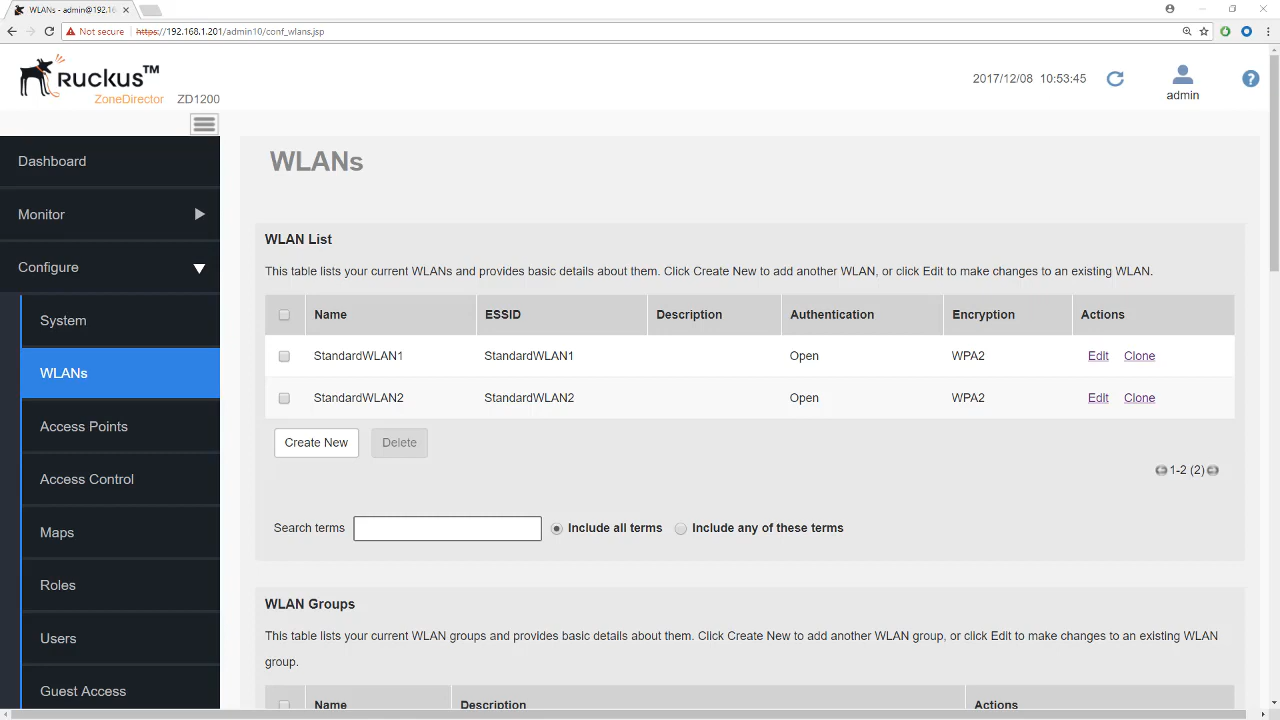 WLANs - admin@192.16
Not secure https://192.168.1.201/admin10/conf_wlans.jsp
RUCKUS™
ZoneDirector ZD1200
2017/12/08 10:53:45
admin
Dashboard
Monitor
Configure
System
WLANs
Access Points
Access Control
Maps
Roles
Users
Guest Access
WLANs
WLAN List
This table lists your current WLANs and provides basic details about them. Click Create New to add another WLAN, or click Edit to make changes to an existing WLAN.
Name ESSID Description Authentication Encryption Actions
StandardWLAN1 StandardWLAN1 Open WPA2 Edit Clone
StandardWLAN2 StandardWLAN2 Open WPA2 Edit Clone
Create New Delete
1-2 (2)
Search terms Include all terms Include any of these terms
WLAN Groups
This table lists your current WLAN groups and provides basic details about them. Click Create New to add another WLAN group, or click Edit to make changes to an existing WLAN
group.
Name Description Actions